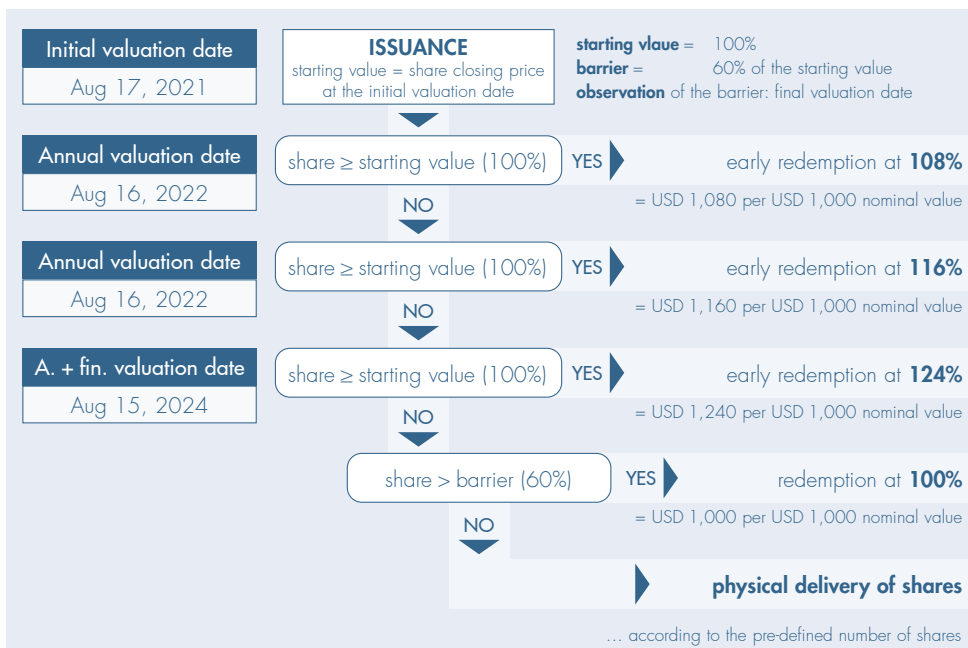 Initial valuation date
Aug 17, 2021
ISSUANCE
starting value = share closing price
at the initial valuation date
starting vlaue = 100%
barrier = 60% of the starting value
observation of the barrier: final valuation date
Annual valuation date
Aug 16, 2022
share ≥ starting value (100%)
YES
early redemption at 108%
= USD 1,080 per USD 1,000 nominal value
NO
Annual valuation date
Aug 16, 2022
share ≥ starting value (100%)
YES
early redemption at 116%
= USD 1,160 per USD 1,000 nominal value
NO
A. + fin. valuation date
Aug 15, 2024
share ≥ starting value (100%)
YES
early redemption at 124%
= USD 1,240 per USD 1,000 nominal value
NO
share > barrier (60%)
YES
redemption at 100%
= USD 1,000 per USD 1,000 nominal value
NO
physical delivery of shares
... according to the pre-defined number of shares